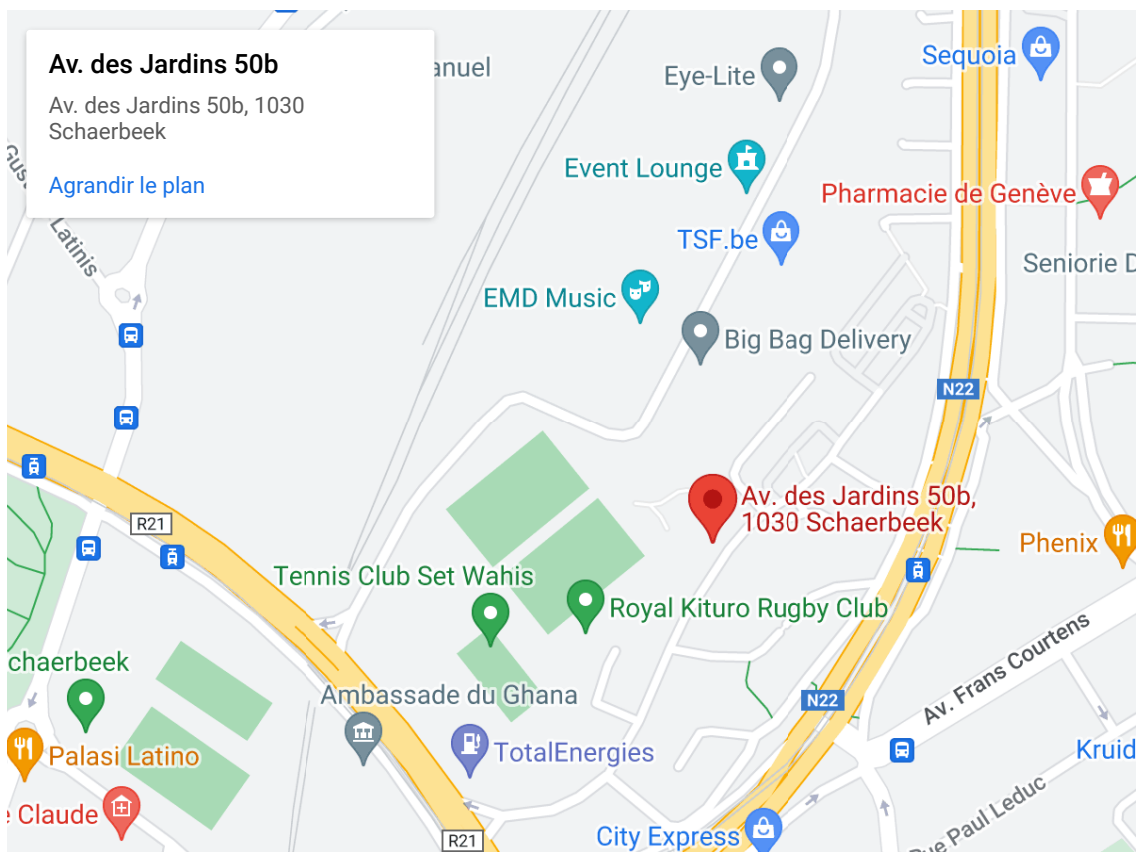 Av. des Jardins 50b
Av. des Jardins 50b, 1030
Schaerbeek
Agrandir le plan
anuel
Eye-Lite
Sequoia
Event Lounge
Pharmacie de Genève
Latinis
TSF.be
Seniorie D
EMD Music
Big Bag Delivery
N22
Av. des Jardins 50b,
1030 Schaerbeek
R21
Phenix
Tennis Club Set Wahis
Royal Kituro Rugby Club
chaerbeek
Ambassade du Ghana
N22
Av. Frans Courtens
Palasi Latino
TotalEnergies
Kruid
e Claude
R21
City Express
Rue Paul Leduc